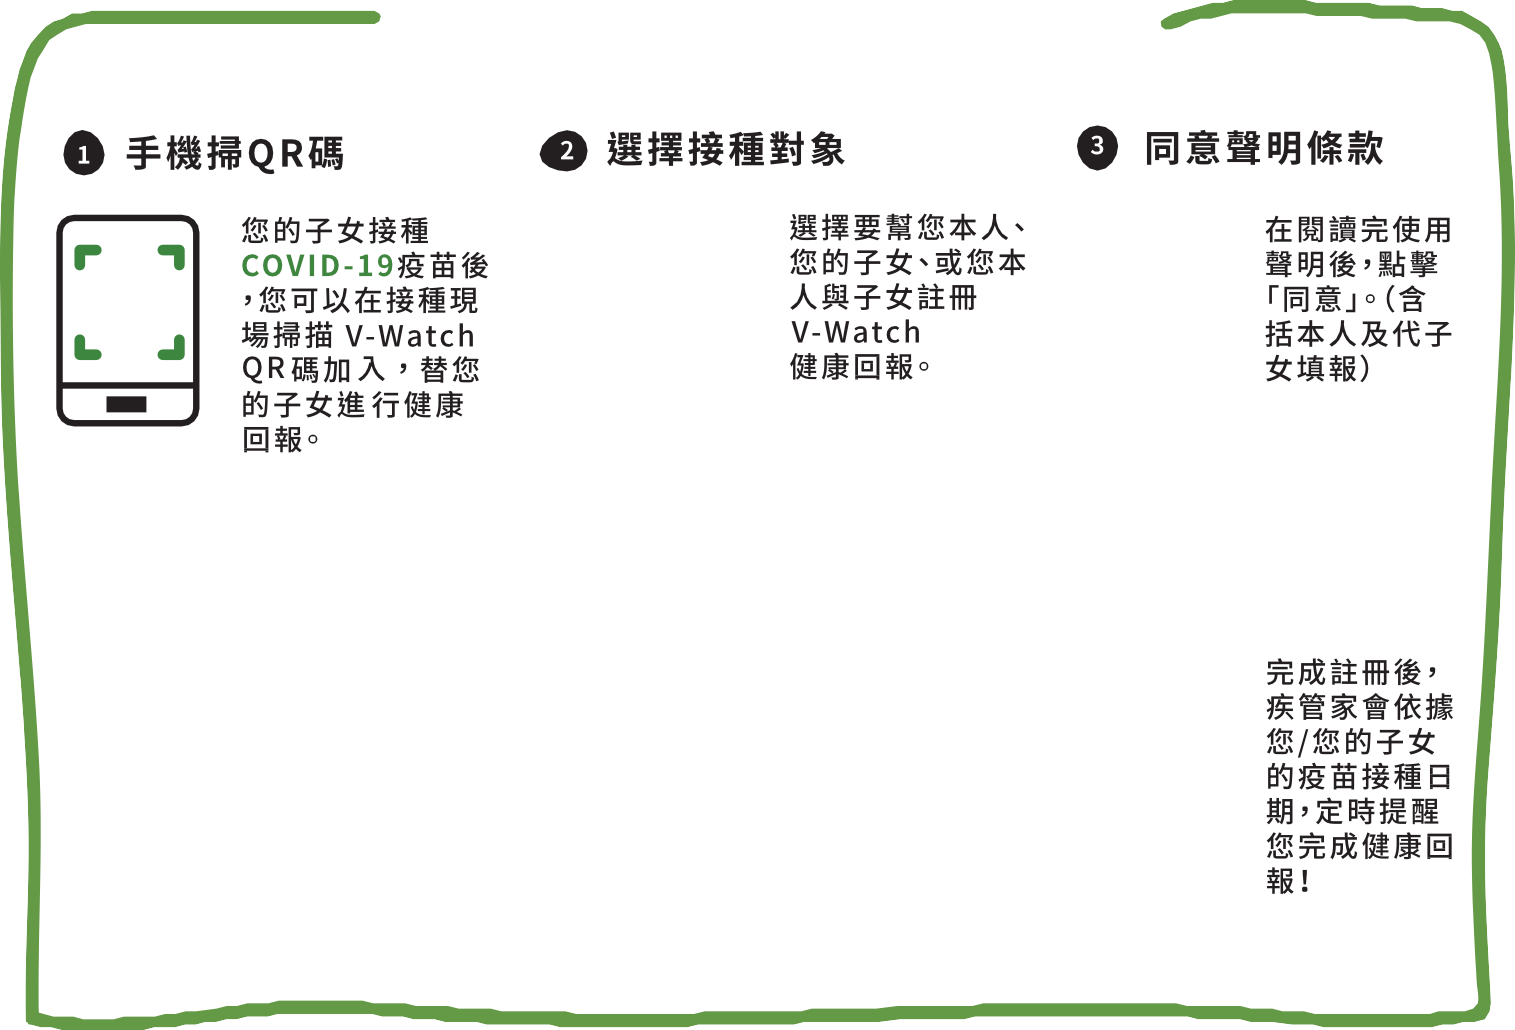 1 手機掃QR碼
您的子女接種
COVID-19疫苗後
，您可以在接種現
場掃描 V-Watch
QR碼加入，替您
的子女進行健康
回報。
2 選擇接種對象
選擇要幫您本人、
您的子女、或您本
人與子女註冊
V-Watch
健康回報。
3 同意聲明條款
在閱讀完使用
聲明後，點擊
「同意」。（含
括本人及代子
女填報）
完成註冊後，
疾管家會依據
您/您的子女
的疫苗接種日
期，定時提醒
您完成健康回
報！